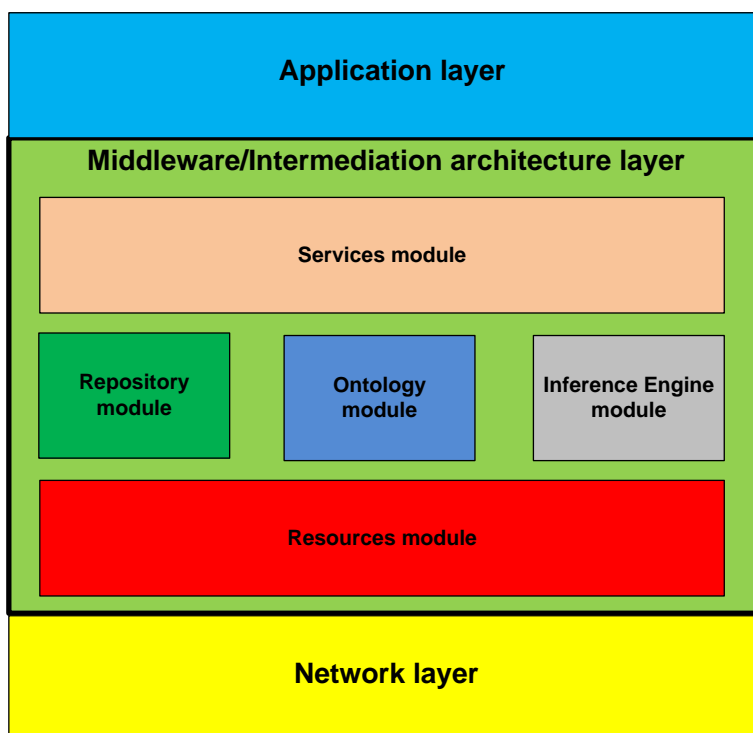 Application layer
Middleware/Intermediation architecture layer
Services module
Repository
module
Ontology
module
Inference Engine
module
Resources module
Network layer